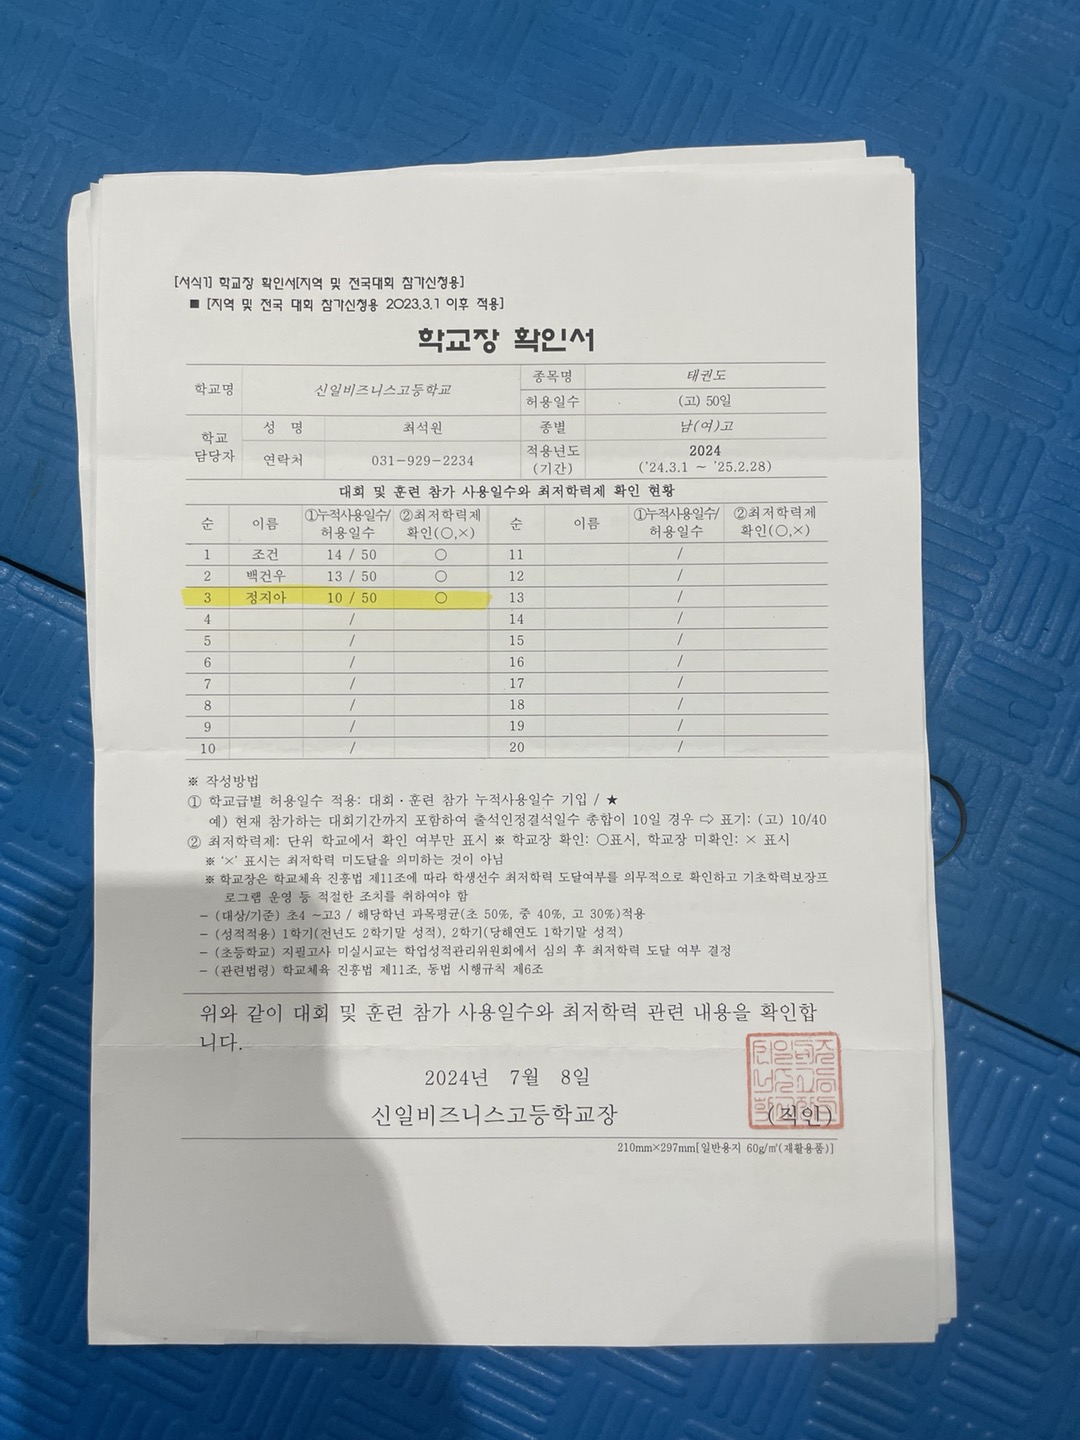 [서식1] 학교장 확인서[지역 및 전국대회 참가신청용]
■ [지역 및 전국 대회 참가신청용 2023.3.1 이후 적용]
학교장 확인서
학교명 신일비즈니스고등학교 종목명 태권도
허용일수 (고) 50일
학교 담당자 성 명 최석원 종별 남(여)고
연락처 031-929-2234 적용년도 (기간) 2024 ('24.3.1 ~ '25.2.28)
대회 및 훈련 참가 사용일수와 최저학력제 확인 현황
순 이름 ①누적사용일수/허용일수 ②최저학력제 확인(○,×) 순 이름 ①누적사용일수/허용일수 ②최저학력제 확인(○,×)
1 조건 14 / 50 ○ 11 /
2 백건우 13 / 50 ○ 12 /
3 정지아 10 / 50 ○ 13 /
4 / 14 /
5 / 15 /
6 / 16 /
7 / 17 /
8 / 18 /
9 / 19 /
10 / 20 /
※ 작성방법
① 학교급별 허용일수 적용: 대회·훈련 참가 누적사용일수 기입 / ★
예) 현재 참가하는 대회기간까지 포함하여 출석인정결석일수 총합이 10일 경우 ⇨ 표기: (고) 10/40
② 최저학력제: 단위 학교에서 확인 여부만 표시 ※ 학교장 확인: ○표시, 학교장 미확인: × 표시
※ '×' 표시는 최저학력 미도달을 의미하는 것이 아님
※ 학교장은 학교체육 진흥법 제11조에 따라 학생선수 최저학력 도달여부를 의무적으로 확인하고 기초학력보장프
로그램 운영 등 적절한 조치를 취하여야 함
- (대상/기준) 초4 ~고3 / 해당학년 과목평균(초 50%, 중 40%, 고 30%)적용
- (성적적용) 1학기(전년도 2학기말 성적), 2학기(당해연도 1학기말 성적)
- (초등학교) 지필고사 미실시교는 학업성적관리위원회에서 심의 후 최저학력 도달 여부 결정
- (관련법령) 학교체육 진흥법 제11조, 동법 시행규칙 제6조
위와 같이 대회 및 훈련 참가 사용일수와 최저학력 관련 내용을 확인합
니다.
2024년 7월 8일
신일비즈니스고등학교장 (직인)
210mm×297mm[일반용지 60g/㎡(재활용품)]